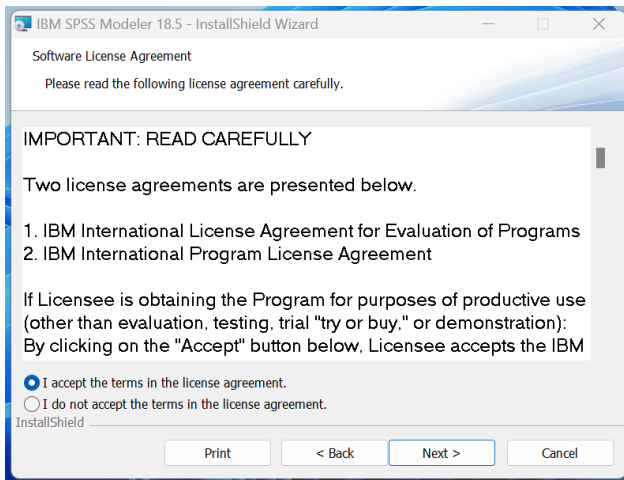 IBM SPSS Modeler 18.5 - InstallShield Wizard
Software License Agreement
Please read the following license agreement carefully.
IMPORTANT: READ CAREFULLY
Two license agreements are presented below.
1. IBM International License Agreement for Evaluation of Programs
2. IBM International Program License Agreement
If Licensee is obtaining the Program for purposes of productive use
(other than evaluation, testing, trial "try or buy," or demonstration):
By clicking on the "Accept" button below, Licensee accepts the IBM
I accept the terms in the license agreement.
I do not accept the terms in the license agreement.
InstallShield
Print
< Back
Next >
Cancel